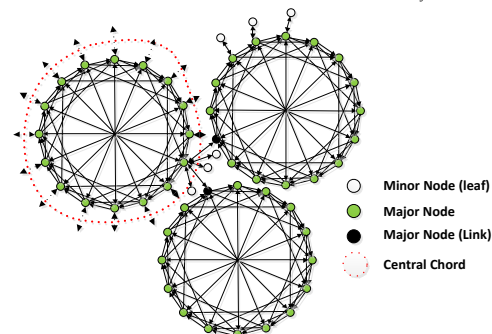 Minor Node (leaf)
Major Node
Major Node (Link)
Central Chord